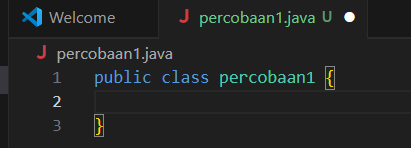 Welcome percobaan1.java U
percobaan1.java
1 public class percobaan1 {
2
3 }